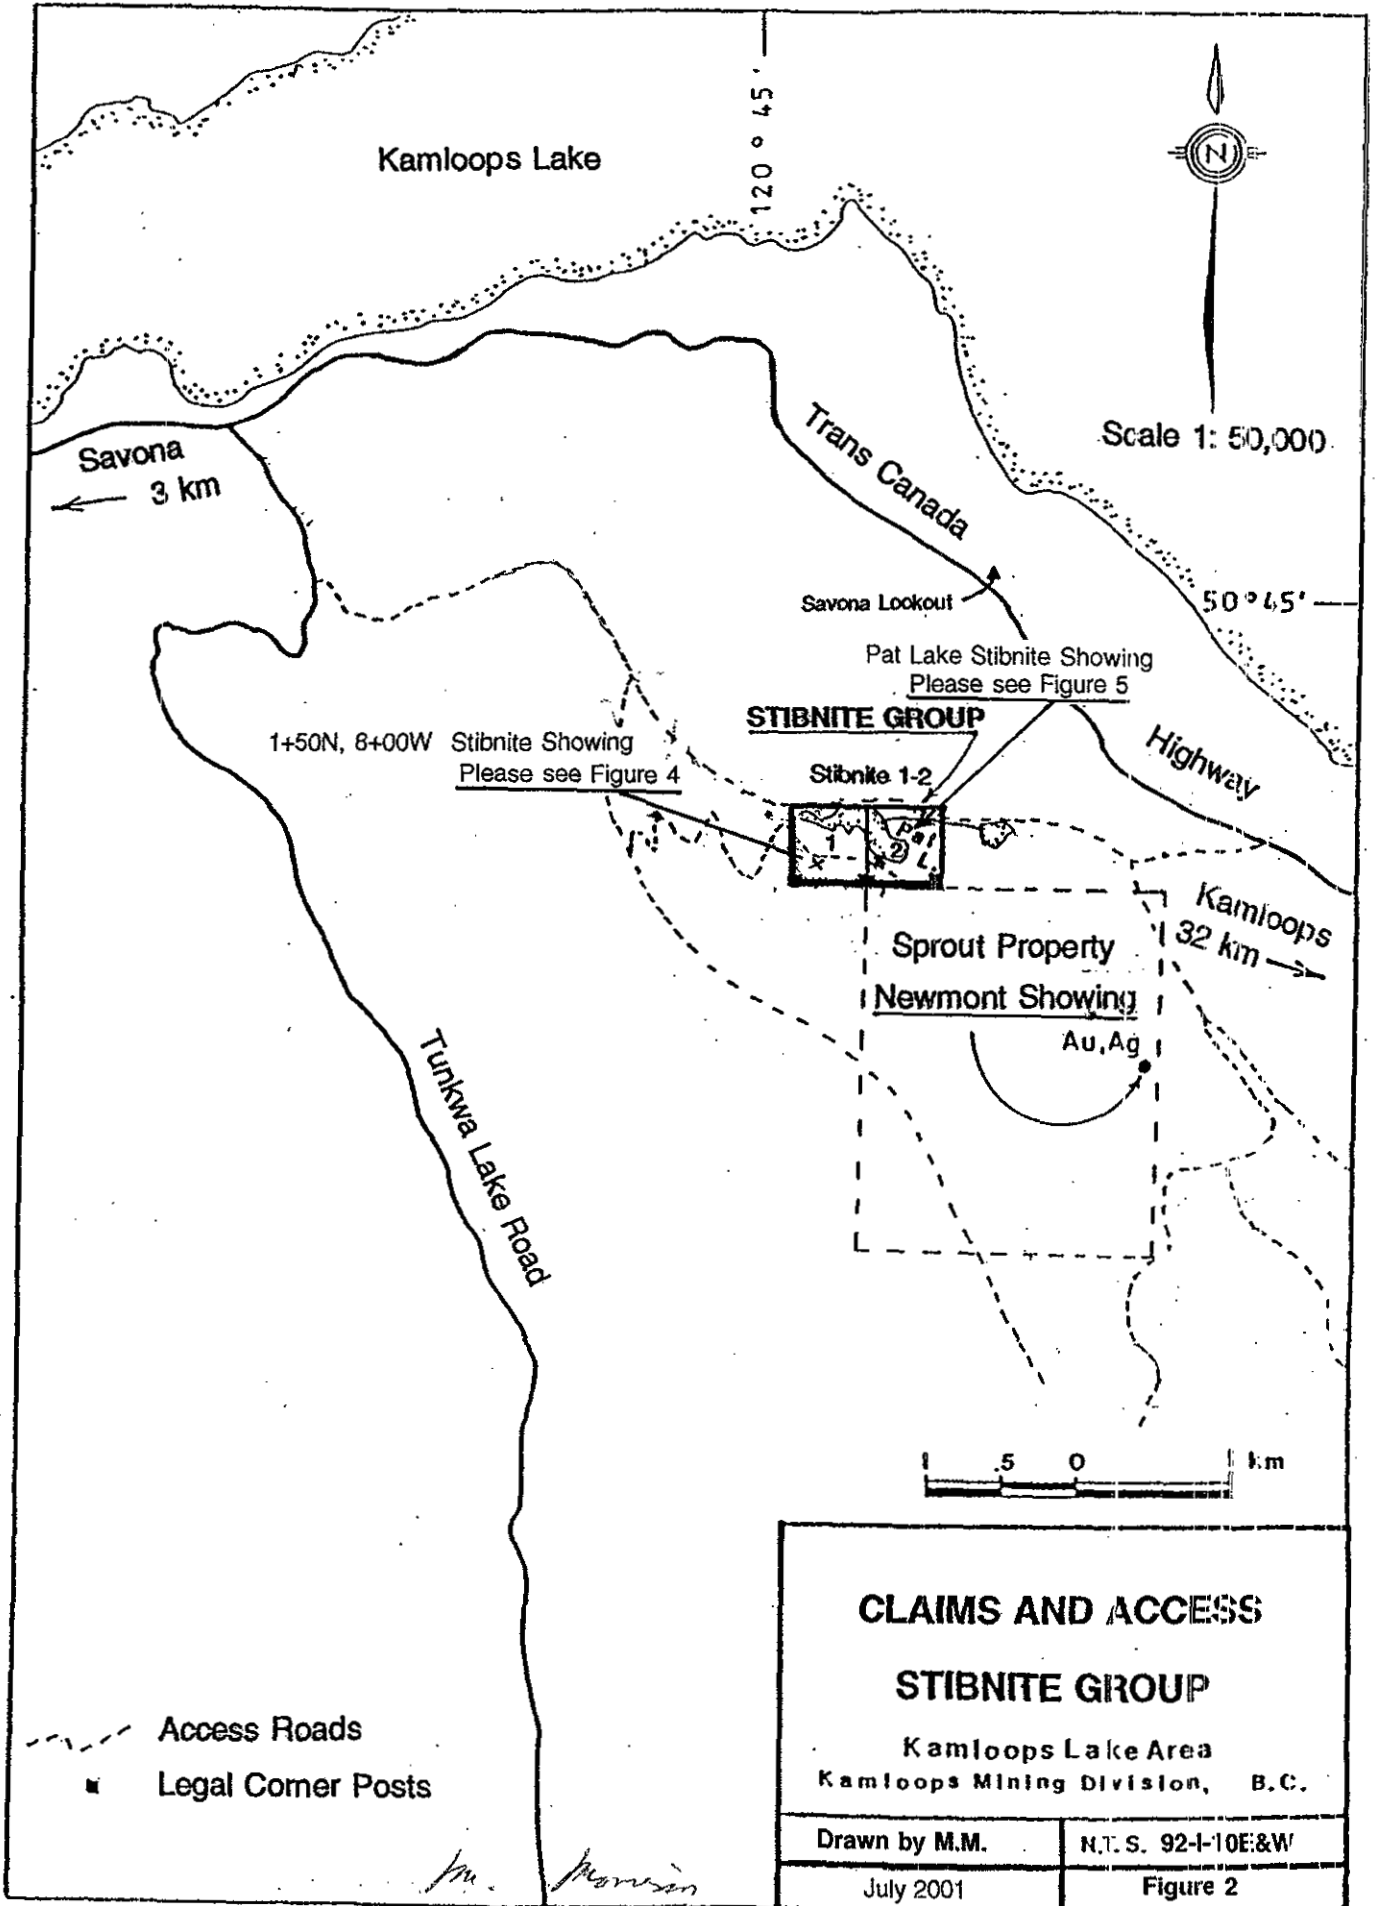 120° 45'
Kamloops Lake
N
Scale 1: 50,000
Trans Canada
Savona
3 km
Savona Lookout
50°45'
Pat Lake Stibnite Showing
Please see Figure 5
STIBNITE GROUP
1+50N, 8+00W Stibnite Showing
Please see Figure 4
Stibnite 1-2
Highway
1
2
Pat L.
Kamloops
32 km
Sprout Property
Newmont Showing
Au,Ag
Tunkwa Lake Road
1 .5 0 1 km
CLAIMS AND ACCESS
STIBNITE GROUP
Kamloops Lake Area
Kamloops Mining Division, B.C.
Access Roads
Legal Corner Posts
Drawn by M.M.
N.T.S. 92-I-10E&W
July 2001
Figure 2
M. Morrison